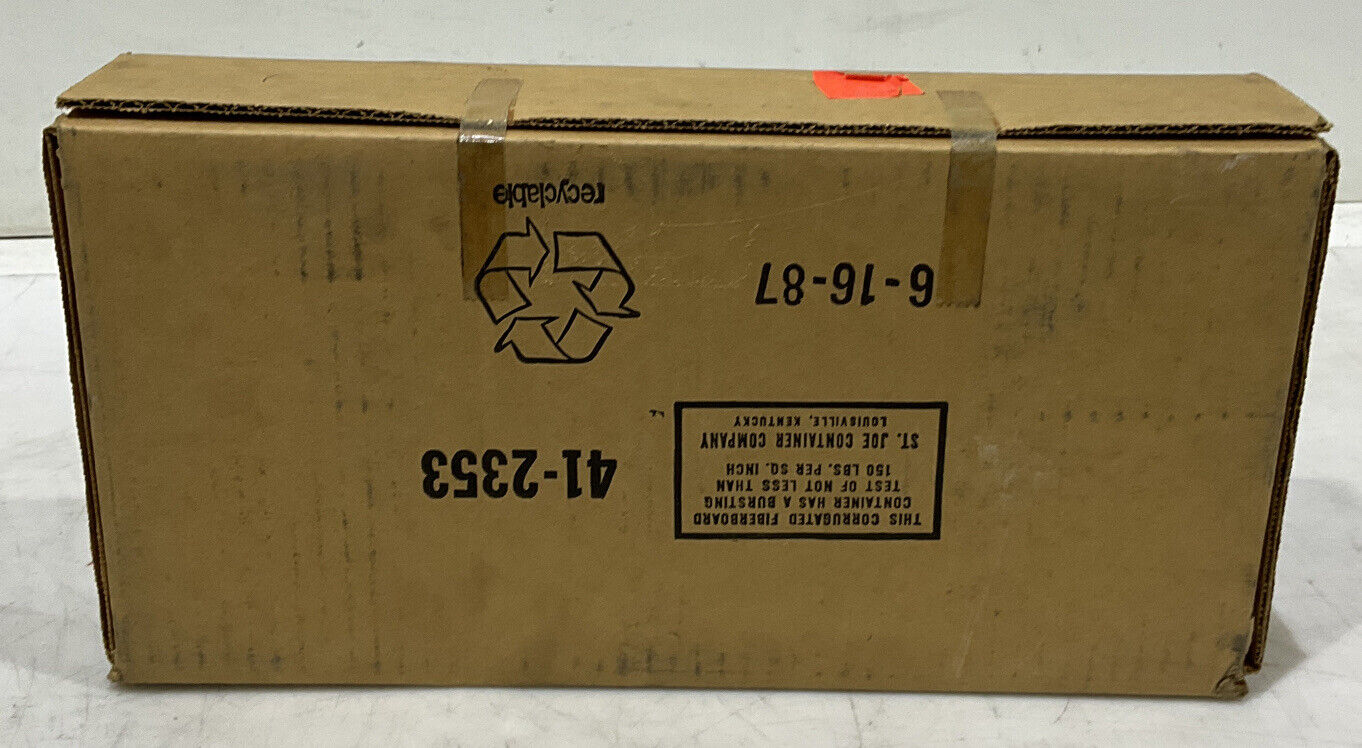 THIS CORRUGATED FIBERBOARD
CONTAINER HAS A BURSTING
TEST OF NOT LESS THAN
150 LBS. PER SQ. INCH
ST. JOE CONTAINER COMPANY
LOUISVILLE, KENTUCKY
41-2353
6-16-87
recyclable